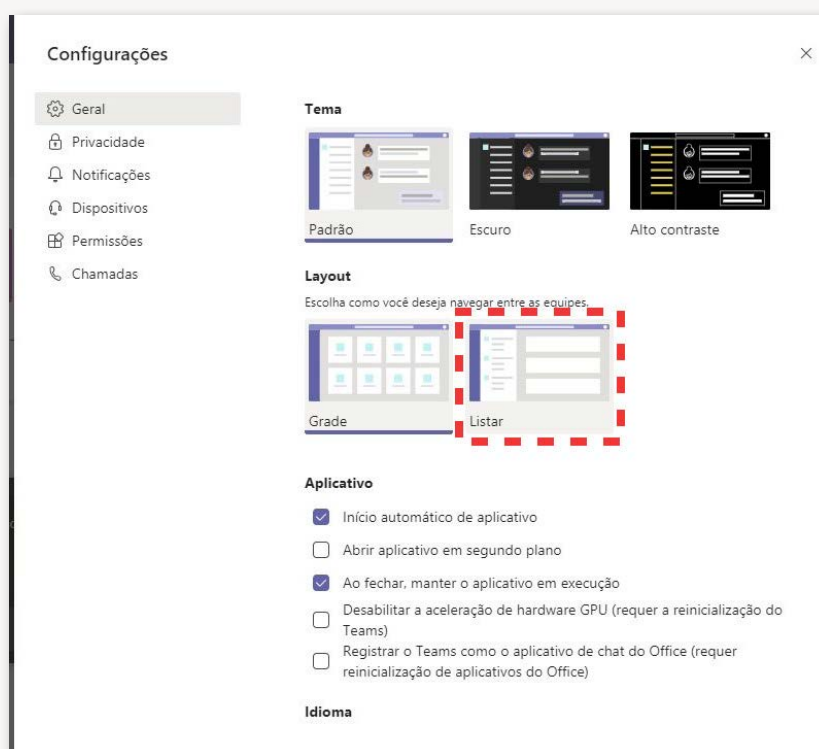 Configurações
Geral
Privacidade
Notificações
Dispositivos
Permissões
Chamadas
Tema
Padrão
Escuro
Alto contraste
Layout
Escolha como você deseja navegar entre as equipes.
Grade
Listar
Aplicativo
Início automático de aplicativo
Abrir aplicativo em segundo plano
Ao fechar, manter o aplicativo em execução
Desabilitar a aceleração de hardware GPU (requer a reinicialização do
Teams)
Registrar o Teams como o aplicativo de chat do Office (requer
reinicialização de aplicativos do Office)
Idioma